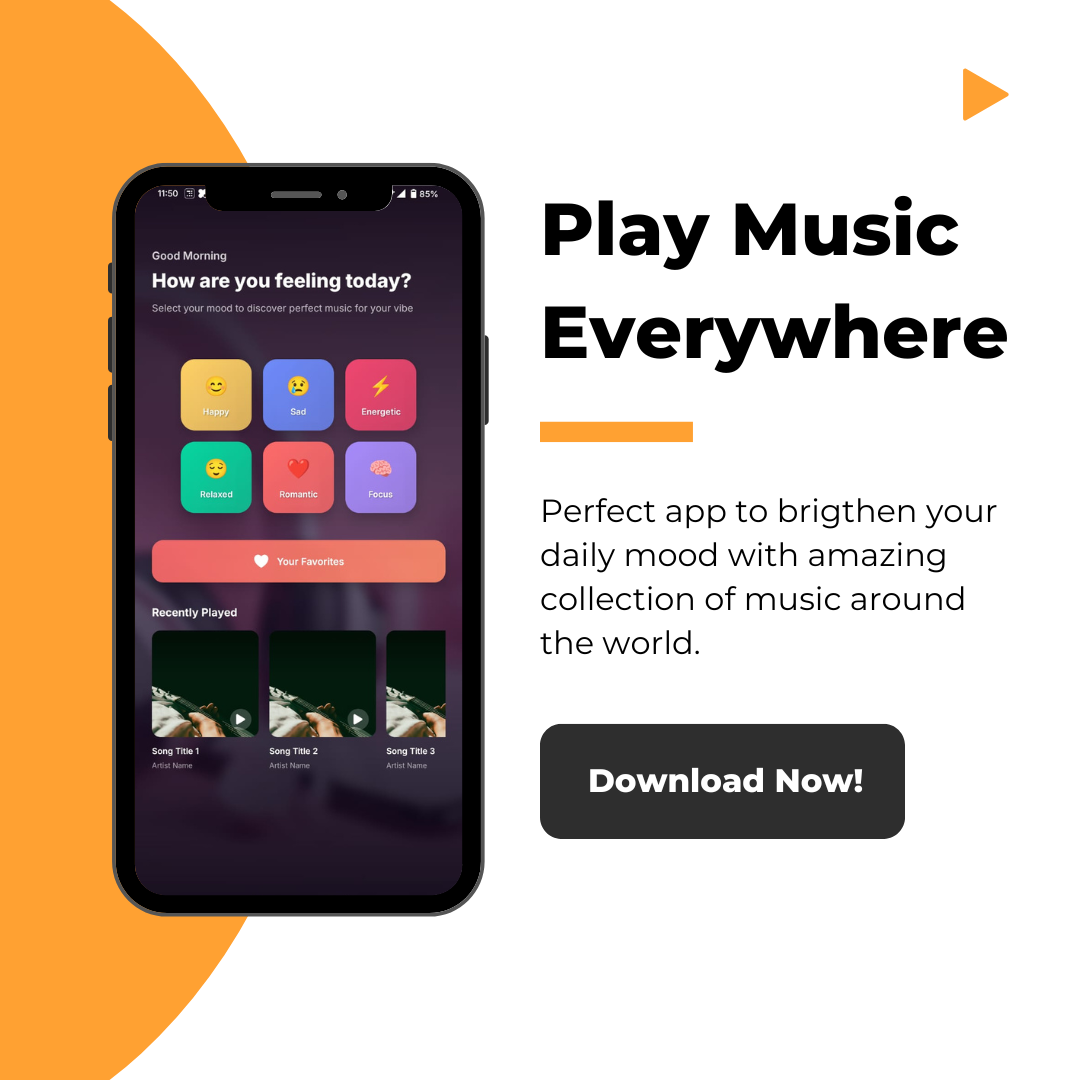 11:50
85%
Good Morning
How are you feeling today?
Select your mood to discover perfect music for your vibe
Happy
Sad
Energetic
Relaxed
Romantic
Focus
Your Favorites
Recently Played
Song Title 1
Song Title 2
Song Title 3
Artist Name
Artist Name
Artist Name
Play Music
Everywhere
Perfect app to brigthen your
daily mood with amazing
collection of music around
the world.
Download Now!